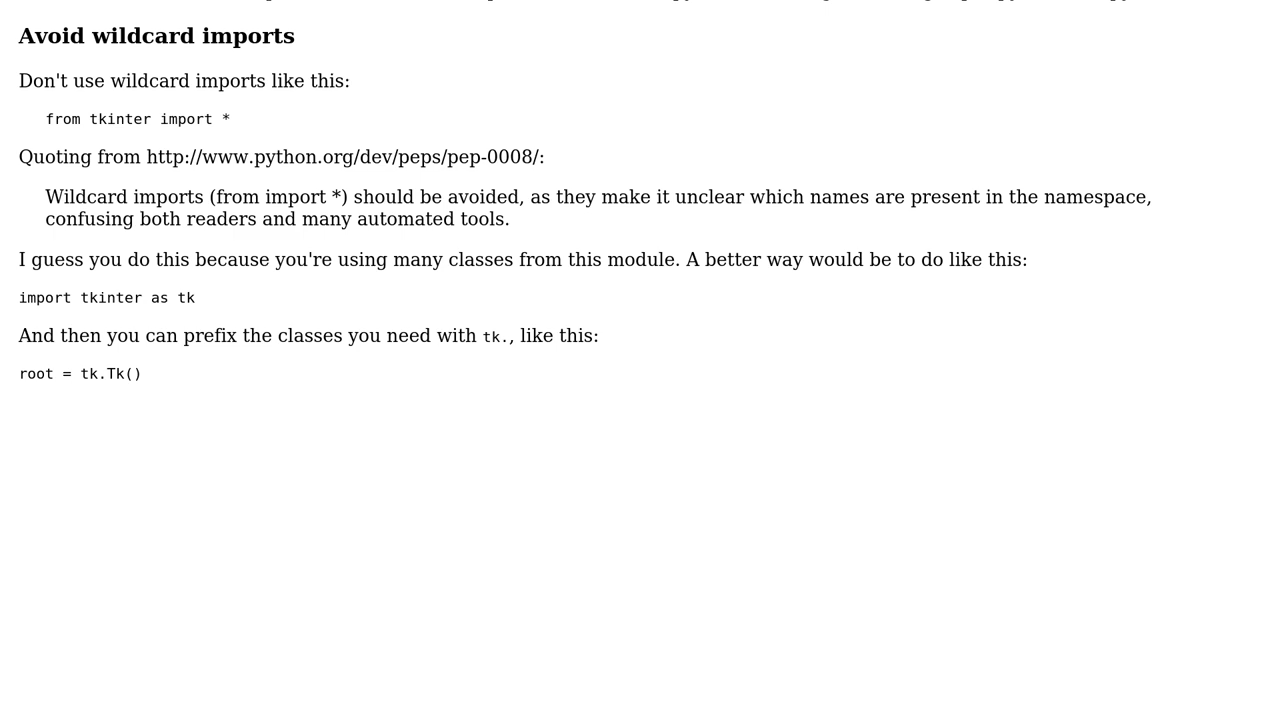 Avoid wildcard imports
Don't use wildcard imports like this:
from tkinter import *
Quoting from http://www.python.org/dev/peps/pep-0008/:
Wildcard imports (from import *) should be avoided, as they make it unclear which names are present in the namespace,
confusing both readers and many automated tools.
I guess you do this because you're using many classes from this module. A better way would be to do like this:
import tkinter as tk
And then you can prefix the classes you need with tk., like this:
root = tk.Tk()